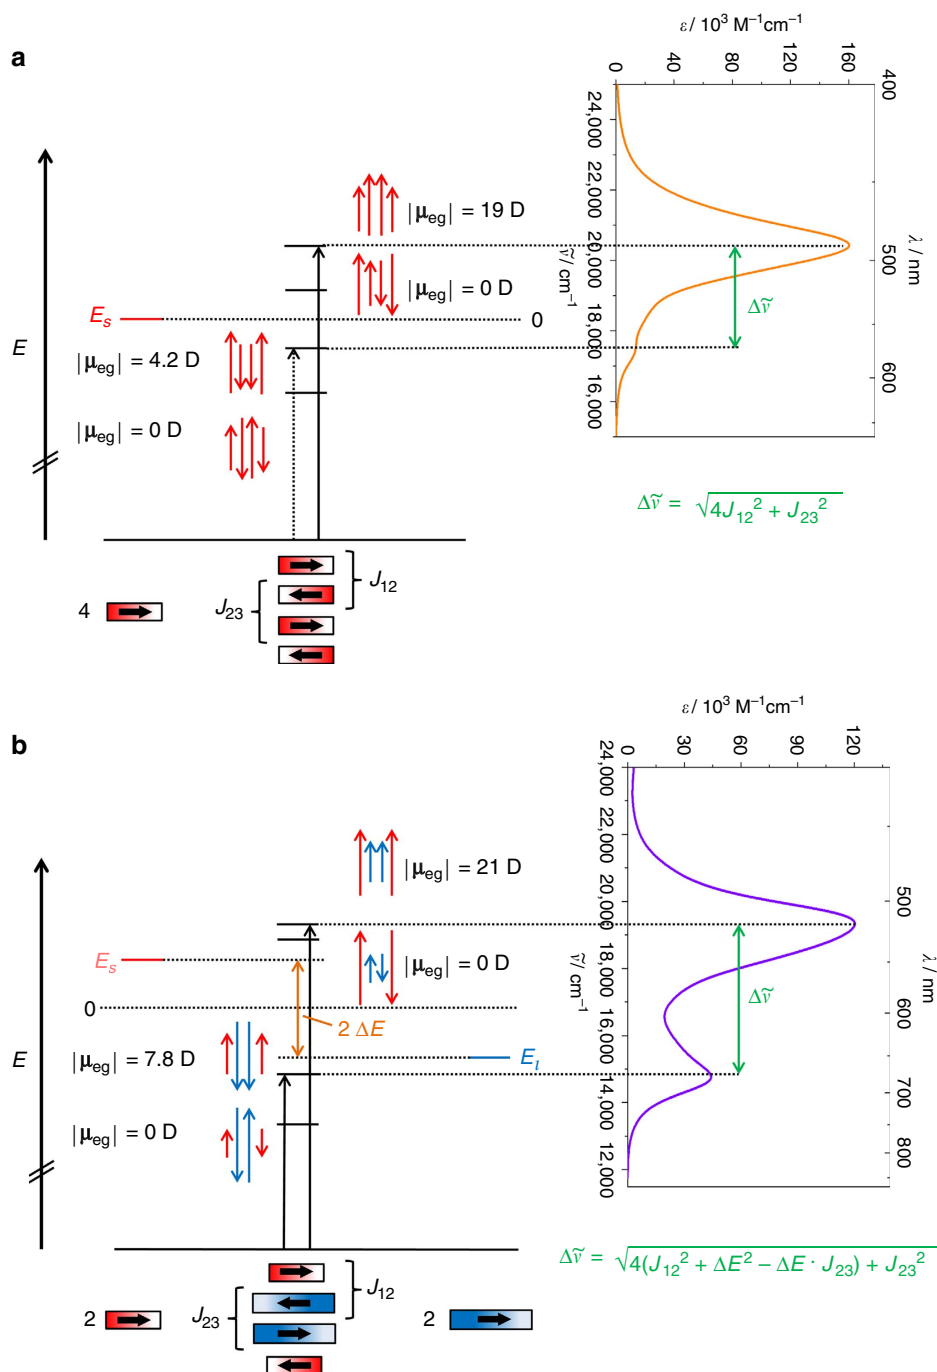 a
ε / 10³ M⁻¹cm⁻¹
0 40 80 120 160
400
500
600
λ / nm
24,000
22,000
20,000
18,000
16,000
ν̃ / cm⁻¹
|μeg| = 19 D
|μeg| = 0 D
Es
0
E
|μeg| = 4.2 D
|μeg| = 0 D
Δν̃
Δν̃ = √4J12² + J23²
J12
J23
4
b
ε / 10³ M⁻¹cm⁻¹
0 30 60 90 120
24,000
22,000
20,000
18,000
16,000
14,000
12,000
ν̃ / cm⁻¹
500
600
700
800
λ / nm
|μeg| = 21 D
Es
|μeg| = 0 D
0
2 ΔE
E
|μeg| = 7.8 D
El
|μeg| = 0 D
Δν̃
Δν̃ = √4(J12² + ΔE² − ΔE · J23) + J23²
J12
J23
2
2